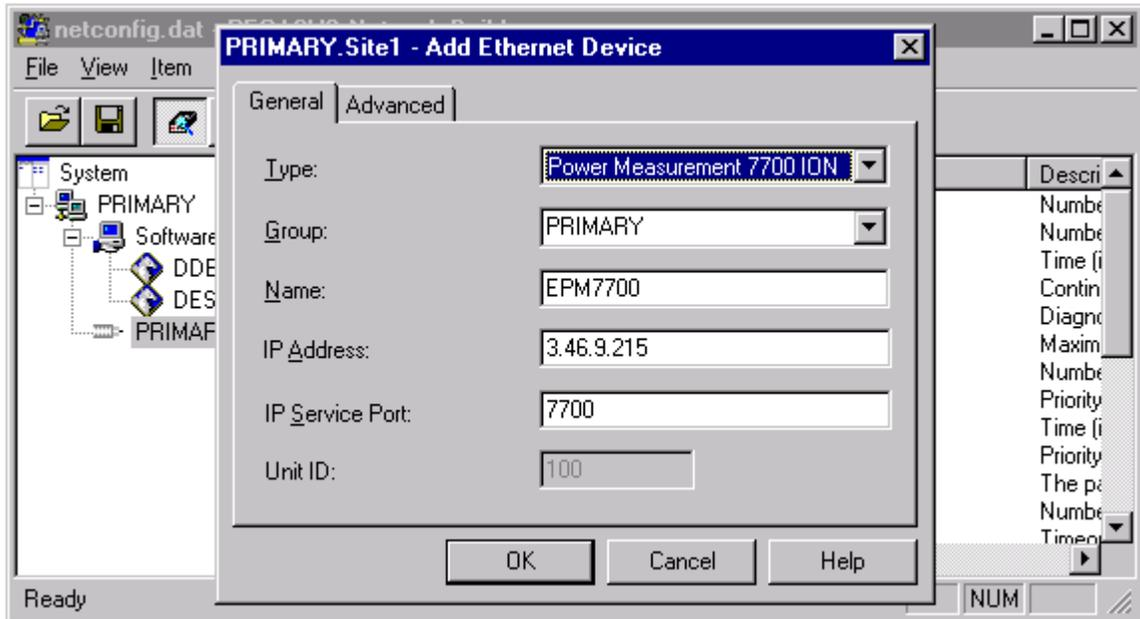 netconfig.dat -
PRIMARY.Site1 - Add Ethernet Device
File View Item
General Advanced
System
PRIMARY
Software
DDE
DES
PRIMAR
Type: Power Measurement 7700 ION
Group: PRIMARY
Name: EPM7700
IP Address: 3.46.9.215
IP Service Port: 7700
Unit ID: 100
OK Cancel Help
Descri
Numbe
Numbe
Time (i
Contin
Diagno
Maxim
Numbe
Priority
Time (i
Priority
The pa
Numbe
Timeo
Ready NUM